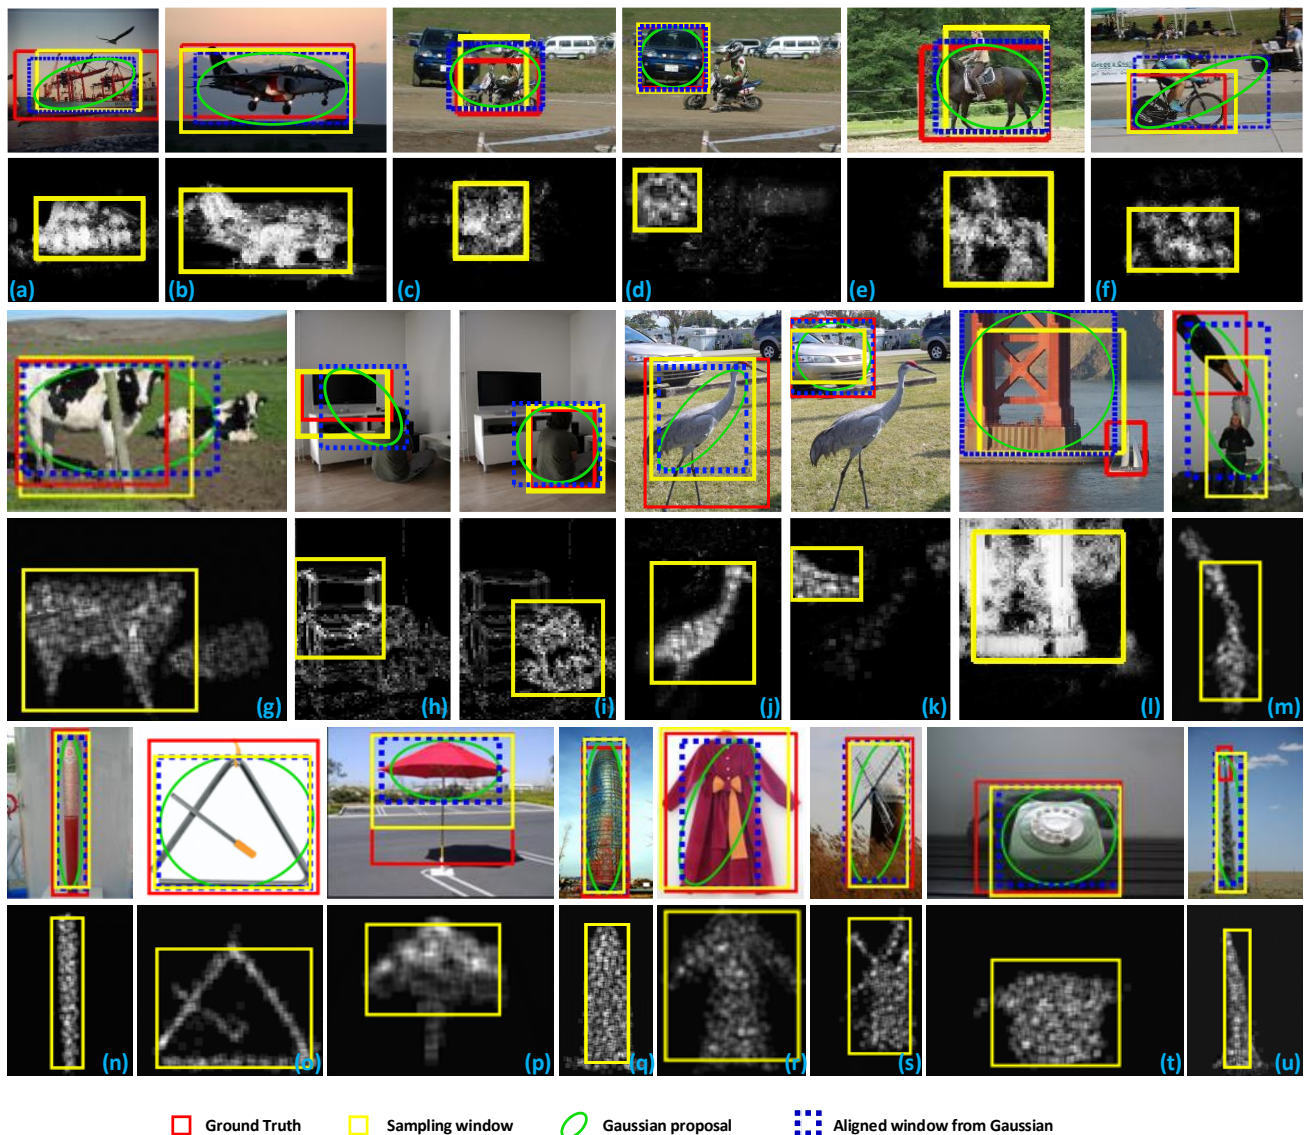 (a) (b) (c) (d) (e) (f)
(g) (h) (i) (j) (k) (l) (m)
(n) (o) (p) (q) (r) (s) (t) (u)
Ground Truth Sampling window Gaussian proposal Aligned window from Gaussian